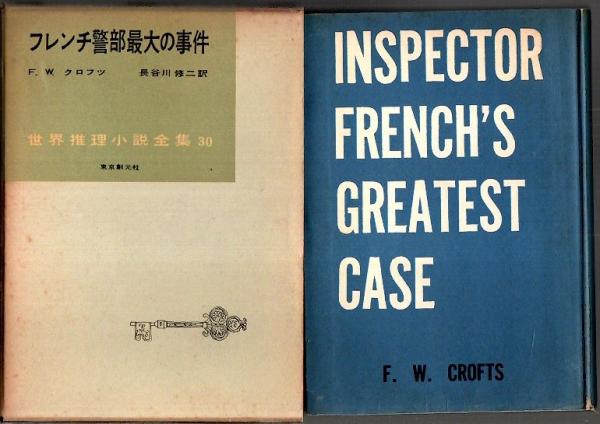 フレンチ警部最大の事件
F. W. クロフツ 長谷川修二訳
世界推理小説全集 30
東京創元社
INSPECTOR
FRENCH'S
GREATEST
CASE
F. W. CROFTS